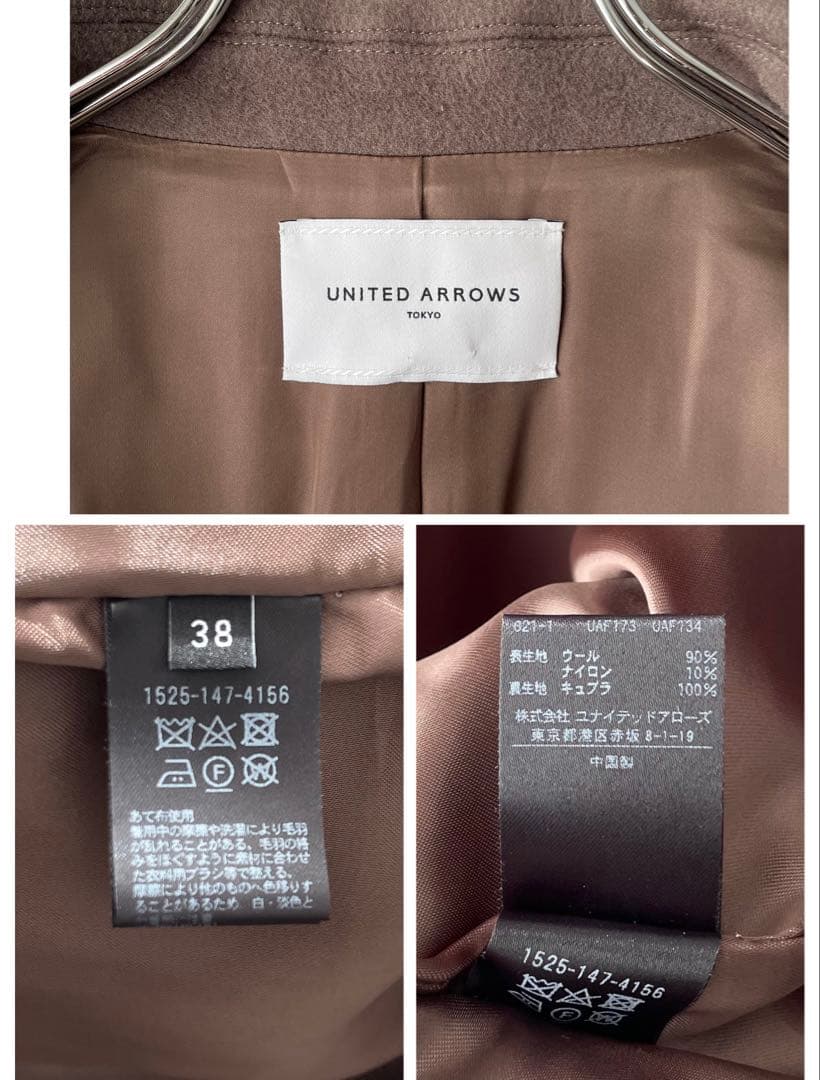 UNITED ARROWS
TOKYO
38
1525-147-4156
F W
あて布使用
着用中の摩擦や洗濯により毛羽
が乱れることがある。毛羽の絡
みをほぐすように素材に合わせ
た衣料用ブラシ等で整える。
摩擦により他のものへ色移りす
ることがあるため 白・淡色と
021-1 UAF173 UAF134
表生地 ウール 90%
ナイロン 10%
裏生地 キュプラ 100%
株式会社 ユナイテッドアローズ
東京都港区赤坂 8-1-19
中国製
1525-147-4156
F W